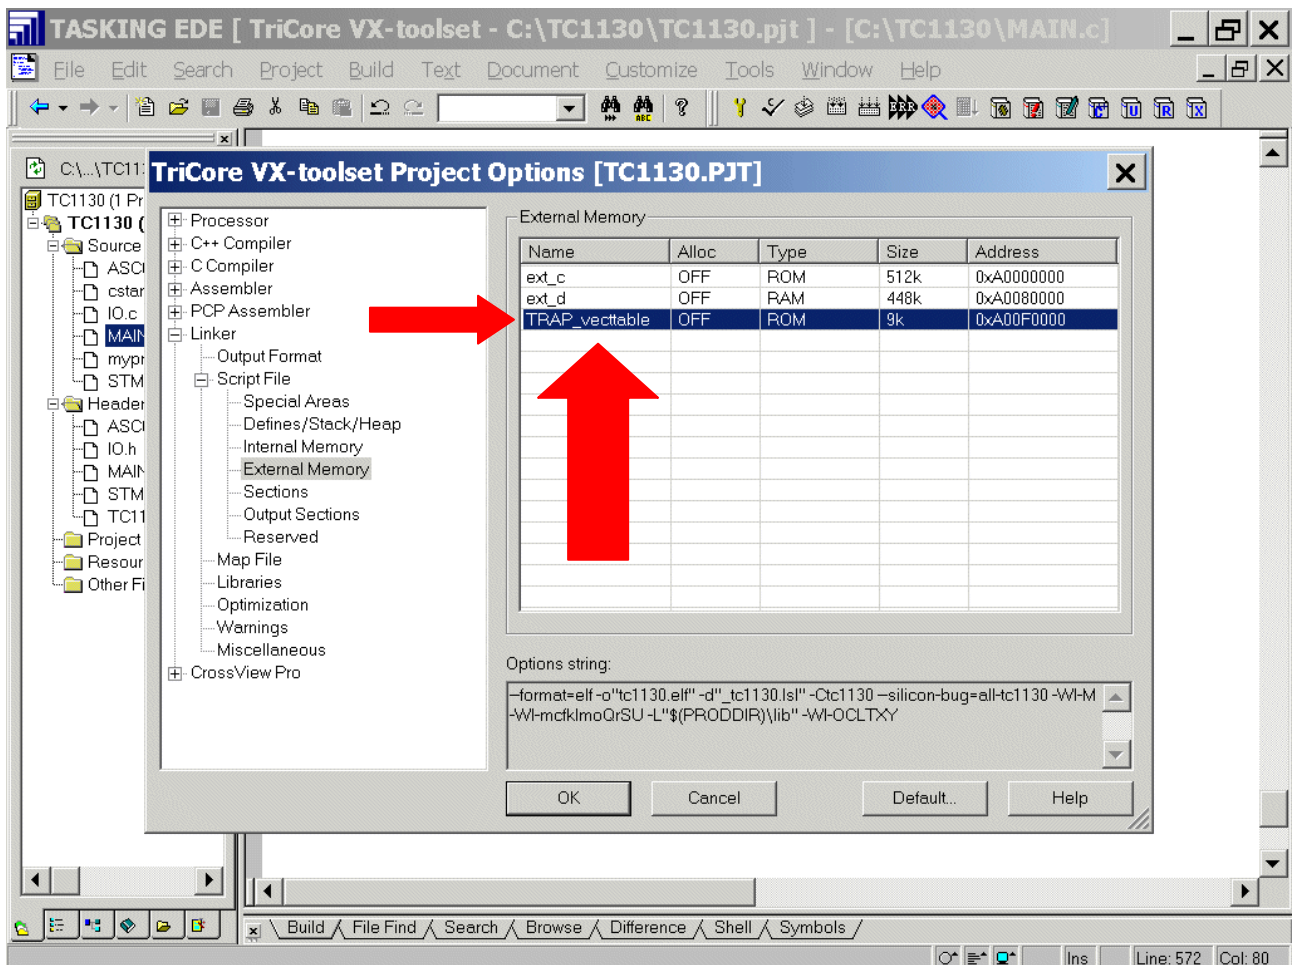 TASKING EDE [ TriCore VX-toolset - C:\TC1130\TC1130.pjt ] - [C:\TC1130\MAIN.c]
File Edit Search Project Build Text Document Customize Tools Window Help
C:\...\TC11
TriCore VX-toolset Project Options [TC1130.PJT]
TC1130 (1 Pr
TC1130 (
Source
ASC
cstar
IO.c
MAIN
mypr
STM
Header
ASC
IO.h
MAIN
STM
TC11
Project
Resour
Other Fi
Processor
C++ Compiler
C Compiler
Assembler
PCP Assembler
Linker
Output Format
Script File
Special Areas
Defines/Stack/Heap
Internal Memory
External Memory
Sections
Output Sections
Reserved
Map File
Libraries
Optimization
Warnings
Miscellaneous
CrossView Pro
External Memory
Name Alloc Type Size Address
ext_c OFF ROM 512k 0xA0000000
ext_d OFF RAM 448k 0xA0080000
TRAP_vecttable OFF ROM 9k 0xA00F0000
Options string:
--format=elf -o"tc1130.elf" -d"_tc1130.lsl" -Ctc1130 --silicon-bug=all-tc1130 -Wl-M
-Wl-mcfklmoQrSU -L"$(PRODDIR)\lib" -Wl-OCLTXY
OK Cancel Default... Help
Build File Find Search Browse Difference Shell Symbols
Ins Line: 572 Col: 80